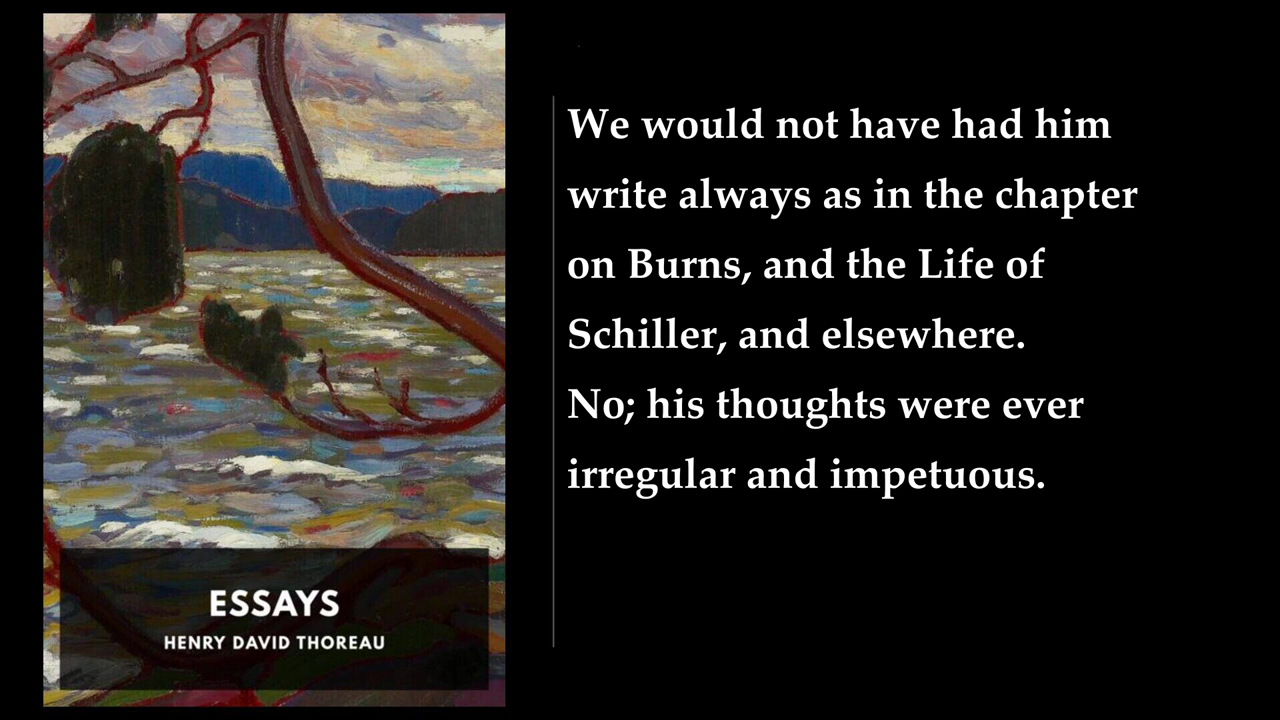 ESSAYS
HENRY DAVID THOREAU
We would not have had him
write always as in the chapter
on Burns, and the Life of
Schiller, and elsewhere.
No; his thoughts were ever
irregular and impetuous.